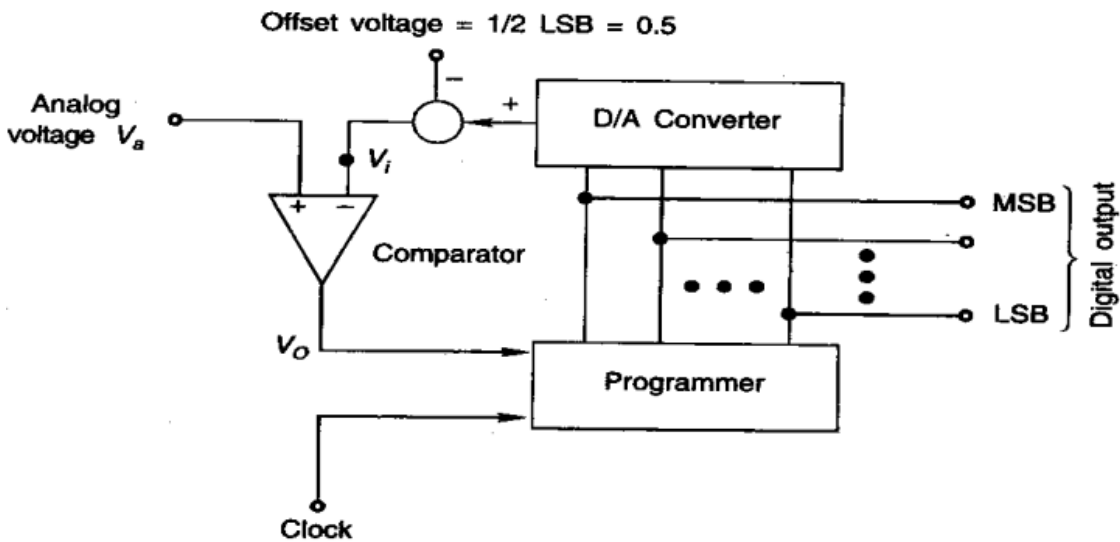 Offset voltage = 1/2 LSB = 0.5
Analog
voltage Va
−
+
D/A Converter
Vi
+ −
Comparator
MSB
LSB
Digital output
VO
Programmer
Clock